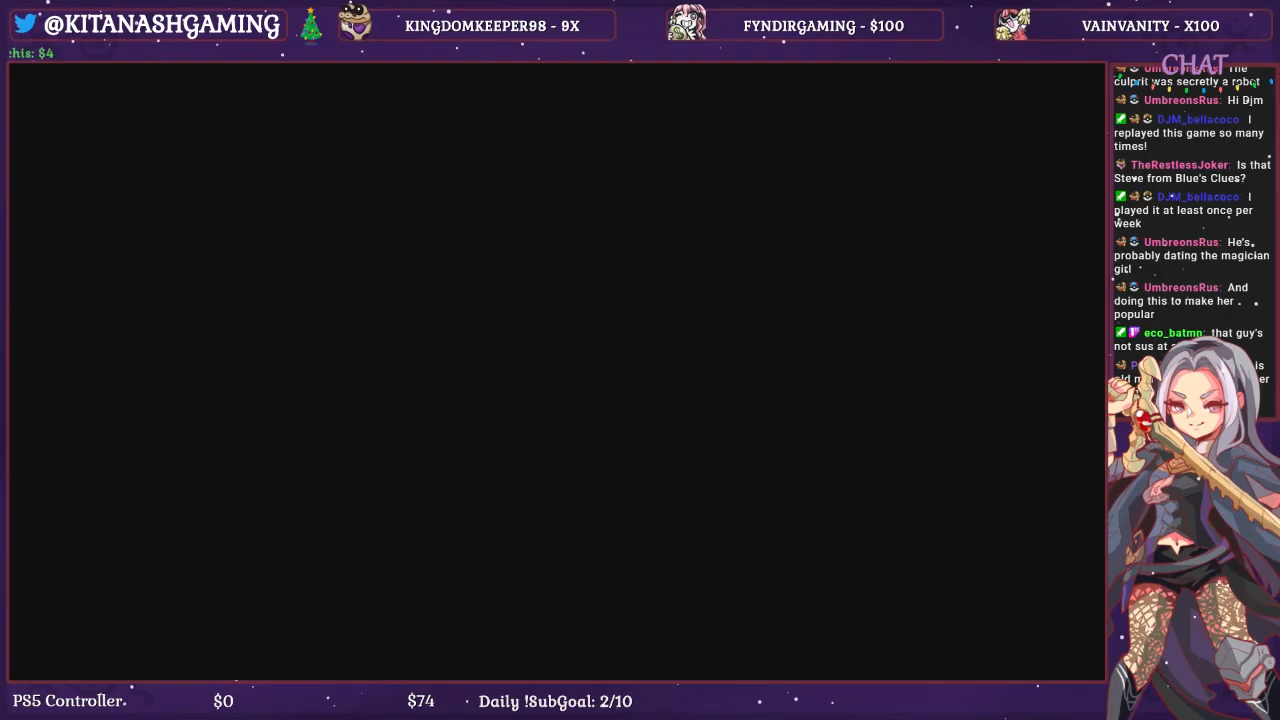 @KITANASHGAMING
KINGDOMKEEPER98 - 9X
FYNDIRGAMING - $100
VAINVANITY - X100
his: $4
CHAT
The
culprit was secretly a robot
UmbreonsRus: Hi Djm
DJM_bellacoco: I
replayed this game so many
times!
TheRestlessJoker: Is that
Steve from Blue's Clues?
DJM_bellacoco: I
played it at least once per
week
UmbreonsRus: He's
probably dating the magician
girl
UmbreonsRus: And
doing this to make her
popular
eco_batmn: that guy's
not sus at
is
PS5 Controller
$0
$74
Daily !SubGoal: 2/10